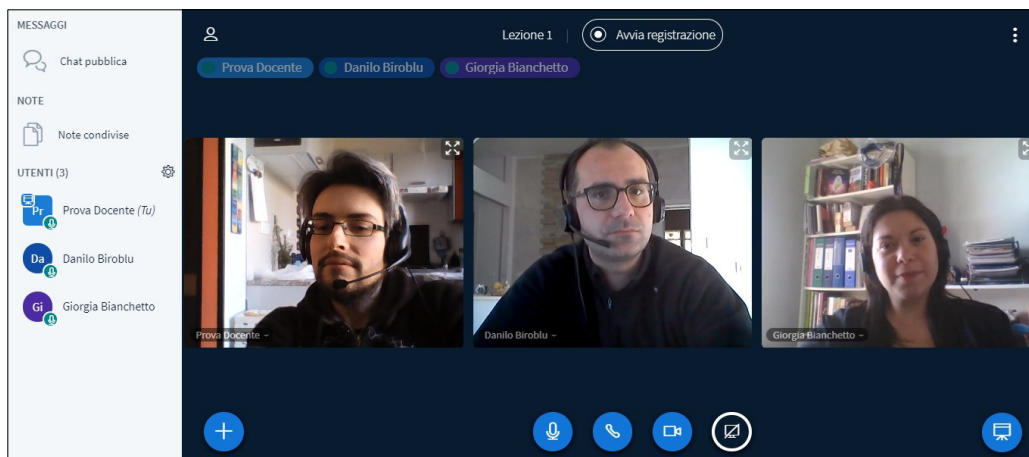 MESSAGGI
Chat pubblica
NOTE
Note condivise
UTENTI (3)
Pr
Prova Docente (Tu)
Da
Danilo Biroblu
Gi
Giorgia Bianchetto
Lezione 1
Avvia registrazione
Prova Docente
Danilo Biroblu
Giorgia Bianchetto
Prova Docente
Danilo Biroblu
Giorgia Bianchetto